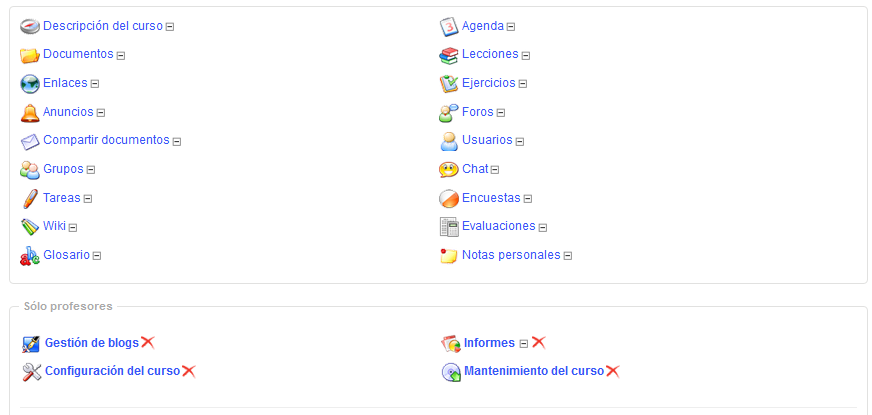 Descripción del curso
Agenda
Documentos
Lecciones
Enlaces
Ejercicios
Anuncios
Foros
Compartir documentos
Usuarios
Grupos
Chat
Tareas
Encuestas
Wiki
Evaluaciones
Glosario
Notas personales
Sólo profesores
Gestión de blogs
Informes
Configuración del curso
Mantenimiento del curso